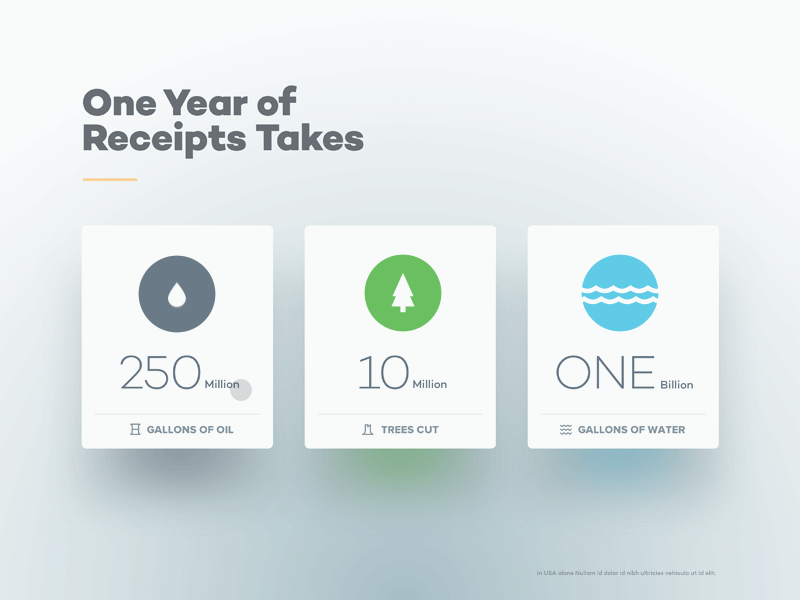 One Year of
Receipts Takes
250 Million
GALLONS OF OIL
10 Million
TREES CUT
ONE Billion
GALLONS OF WATER
In USA alone Nullam id dolor id nibh ultricies vehicula ut id elit.